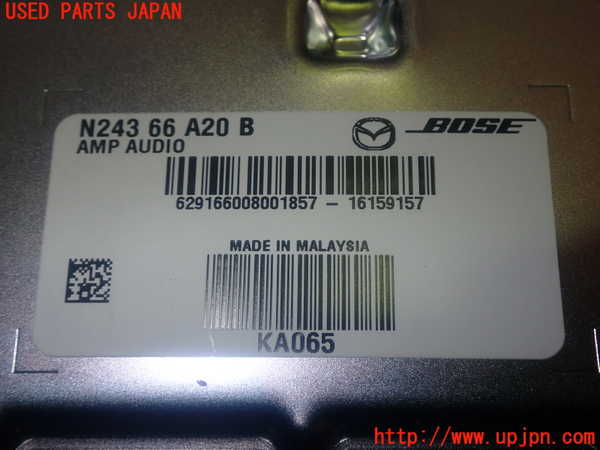 USED PARTS JAPAN
N243 66 A20 B
BOSE
AMP AUDIO
629166008001857 - 16159157
MADE IN MALAYSIA
KA065
http://www.upjpn.com/